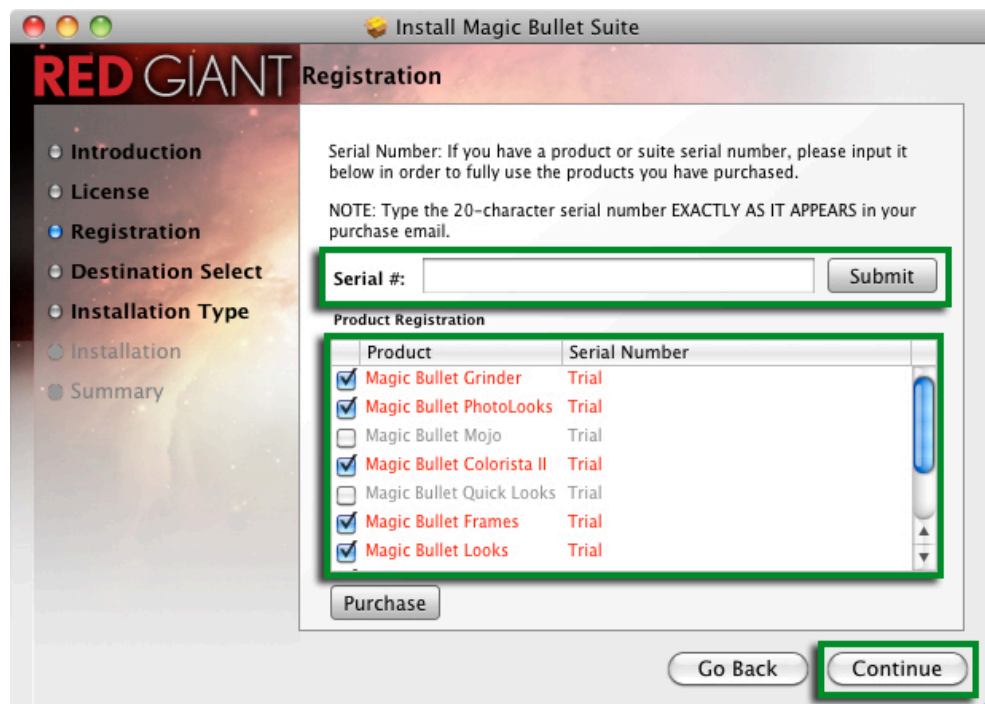 Install Magic Bullet Suite
RED GIANT
Registration
Introduction
License
Registration
Destination Select
Installation Type
Installation
Summary
Serial Number: If you have a product or suite serial number, please input it
below in order to fully use the products you have purchased.
NOTE: Type the 20-character serial number EXACTLY AS IT APPEARS in your
purchase email.
Serial #:
Submit
Product Registration
Product Serial Number
Magic Bullet Grinder Trial
Magic Bullet PhotoLooks Trial
Magic Bullet Mojo Trial
Magic Bullet Colorista II Trial
Magic Bullet Quick Looks Trial
Magic Bullet Frames Trial
Magic Bullet Looks Trial
Purchase
Go Back
Continue